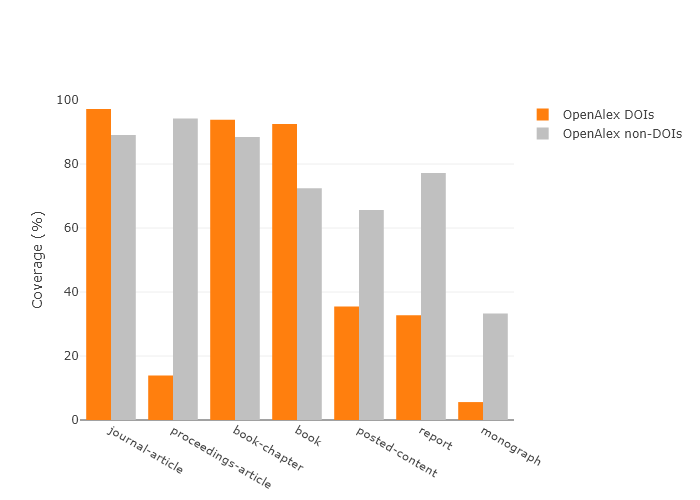 100
80
60
40
20
0
Coverage (%)
journal-article
proceedings-article
book-chapter
book
posted-content
report
monograph
OpenAlex DOIs
OpenAlex non-DOIs